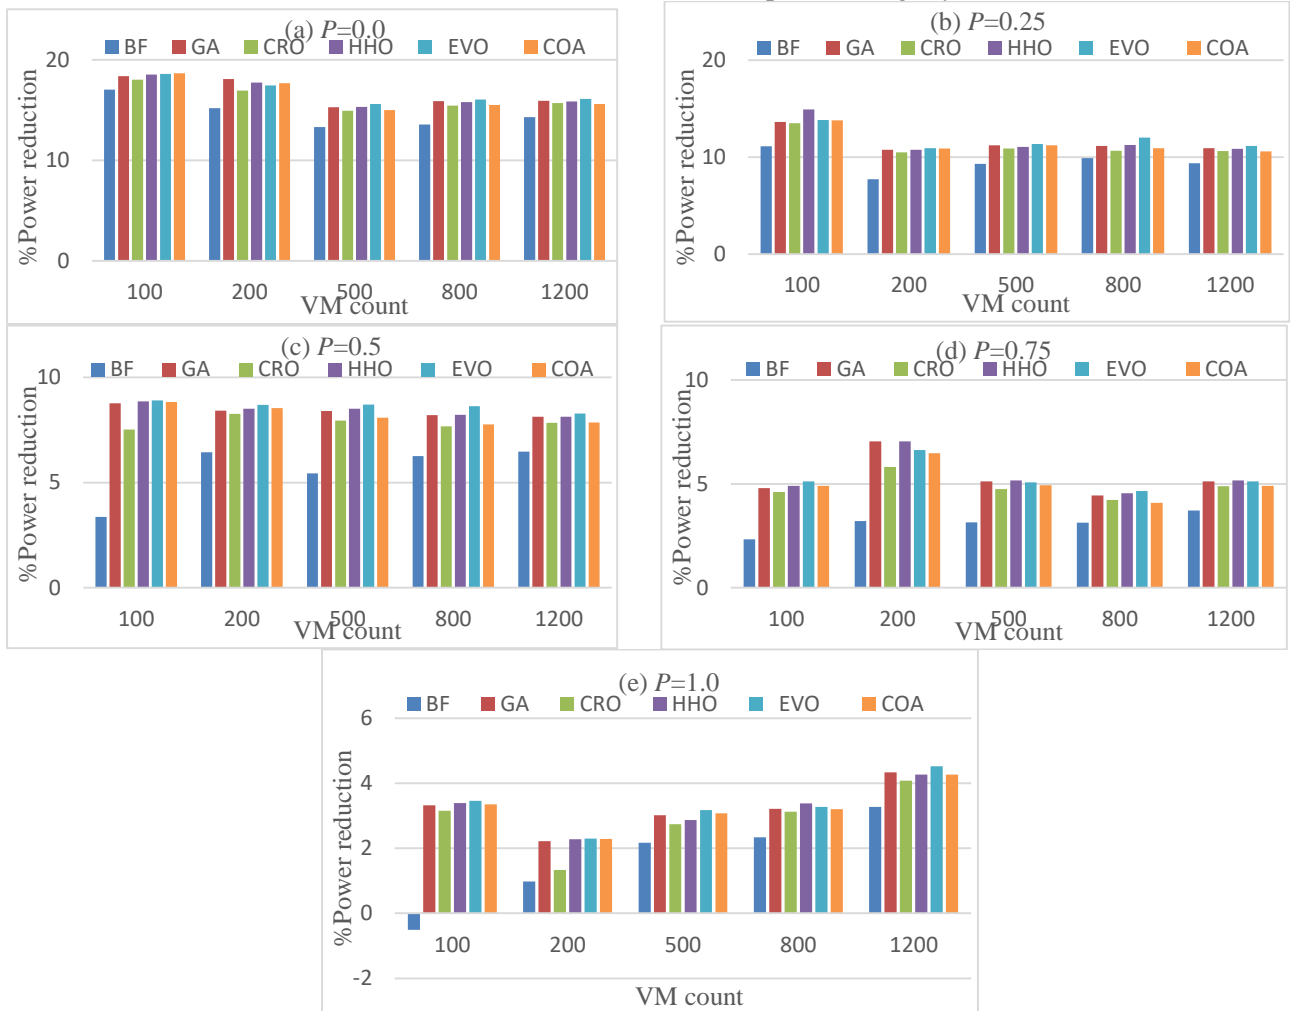 (a) P=0.0
BF GA CRO HHO EVO COA
%Power reduction
20
10
0
100 200 500 800 1200
VM count
(b) P=0.25
BF GA CRO HHO EVO COA
%Power reduction
20
10
0
100 200 500 800 1200
VM count
(c) P=0.5
BF GA CRO HHO EVO COA
%Power reduction
10
5
0
100 200 500 800 1200
VM count
(d) P=0.75
BF GA CRO HHO EVO COA
%Power reduction
10
5
0
100 200 500 800 1200
VM count
(e) P=1.0
BF GA CRO HHO EVO COA
%Power reduction
6
4
2
0
-2
100 200 500 800 1200
VM count